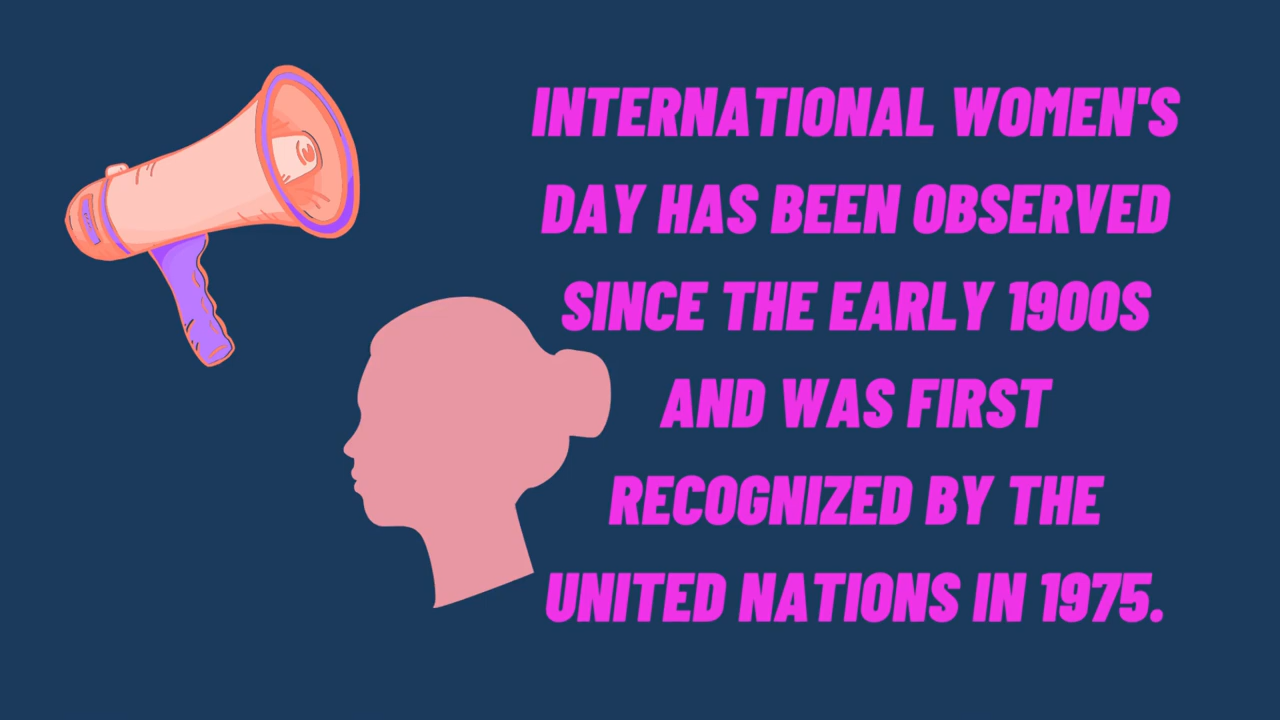 INTERNATIONAL WOMEN'S
DAY HAS BEEN OBSERVED
SINCE THE EARLY 1900S
AND WAS FIRST
RECOGNIZED BY THE
UNITED NATIONS IN 1975.